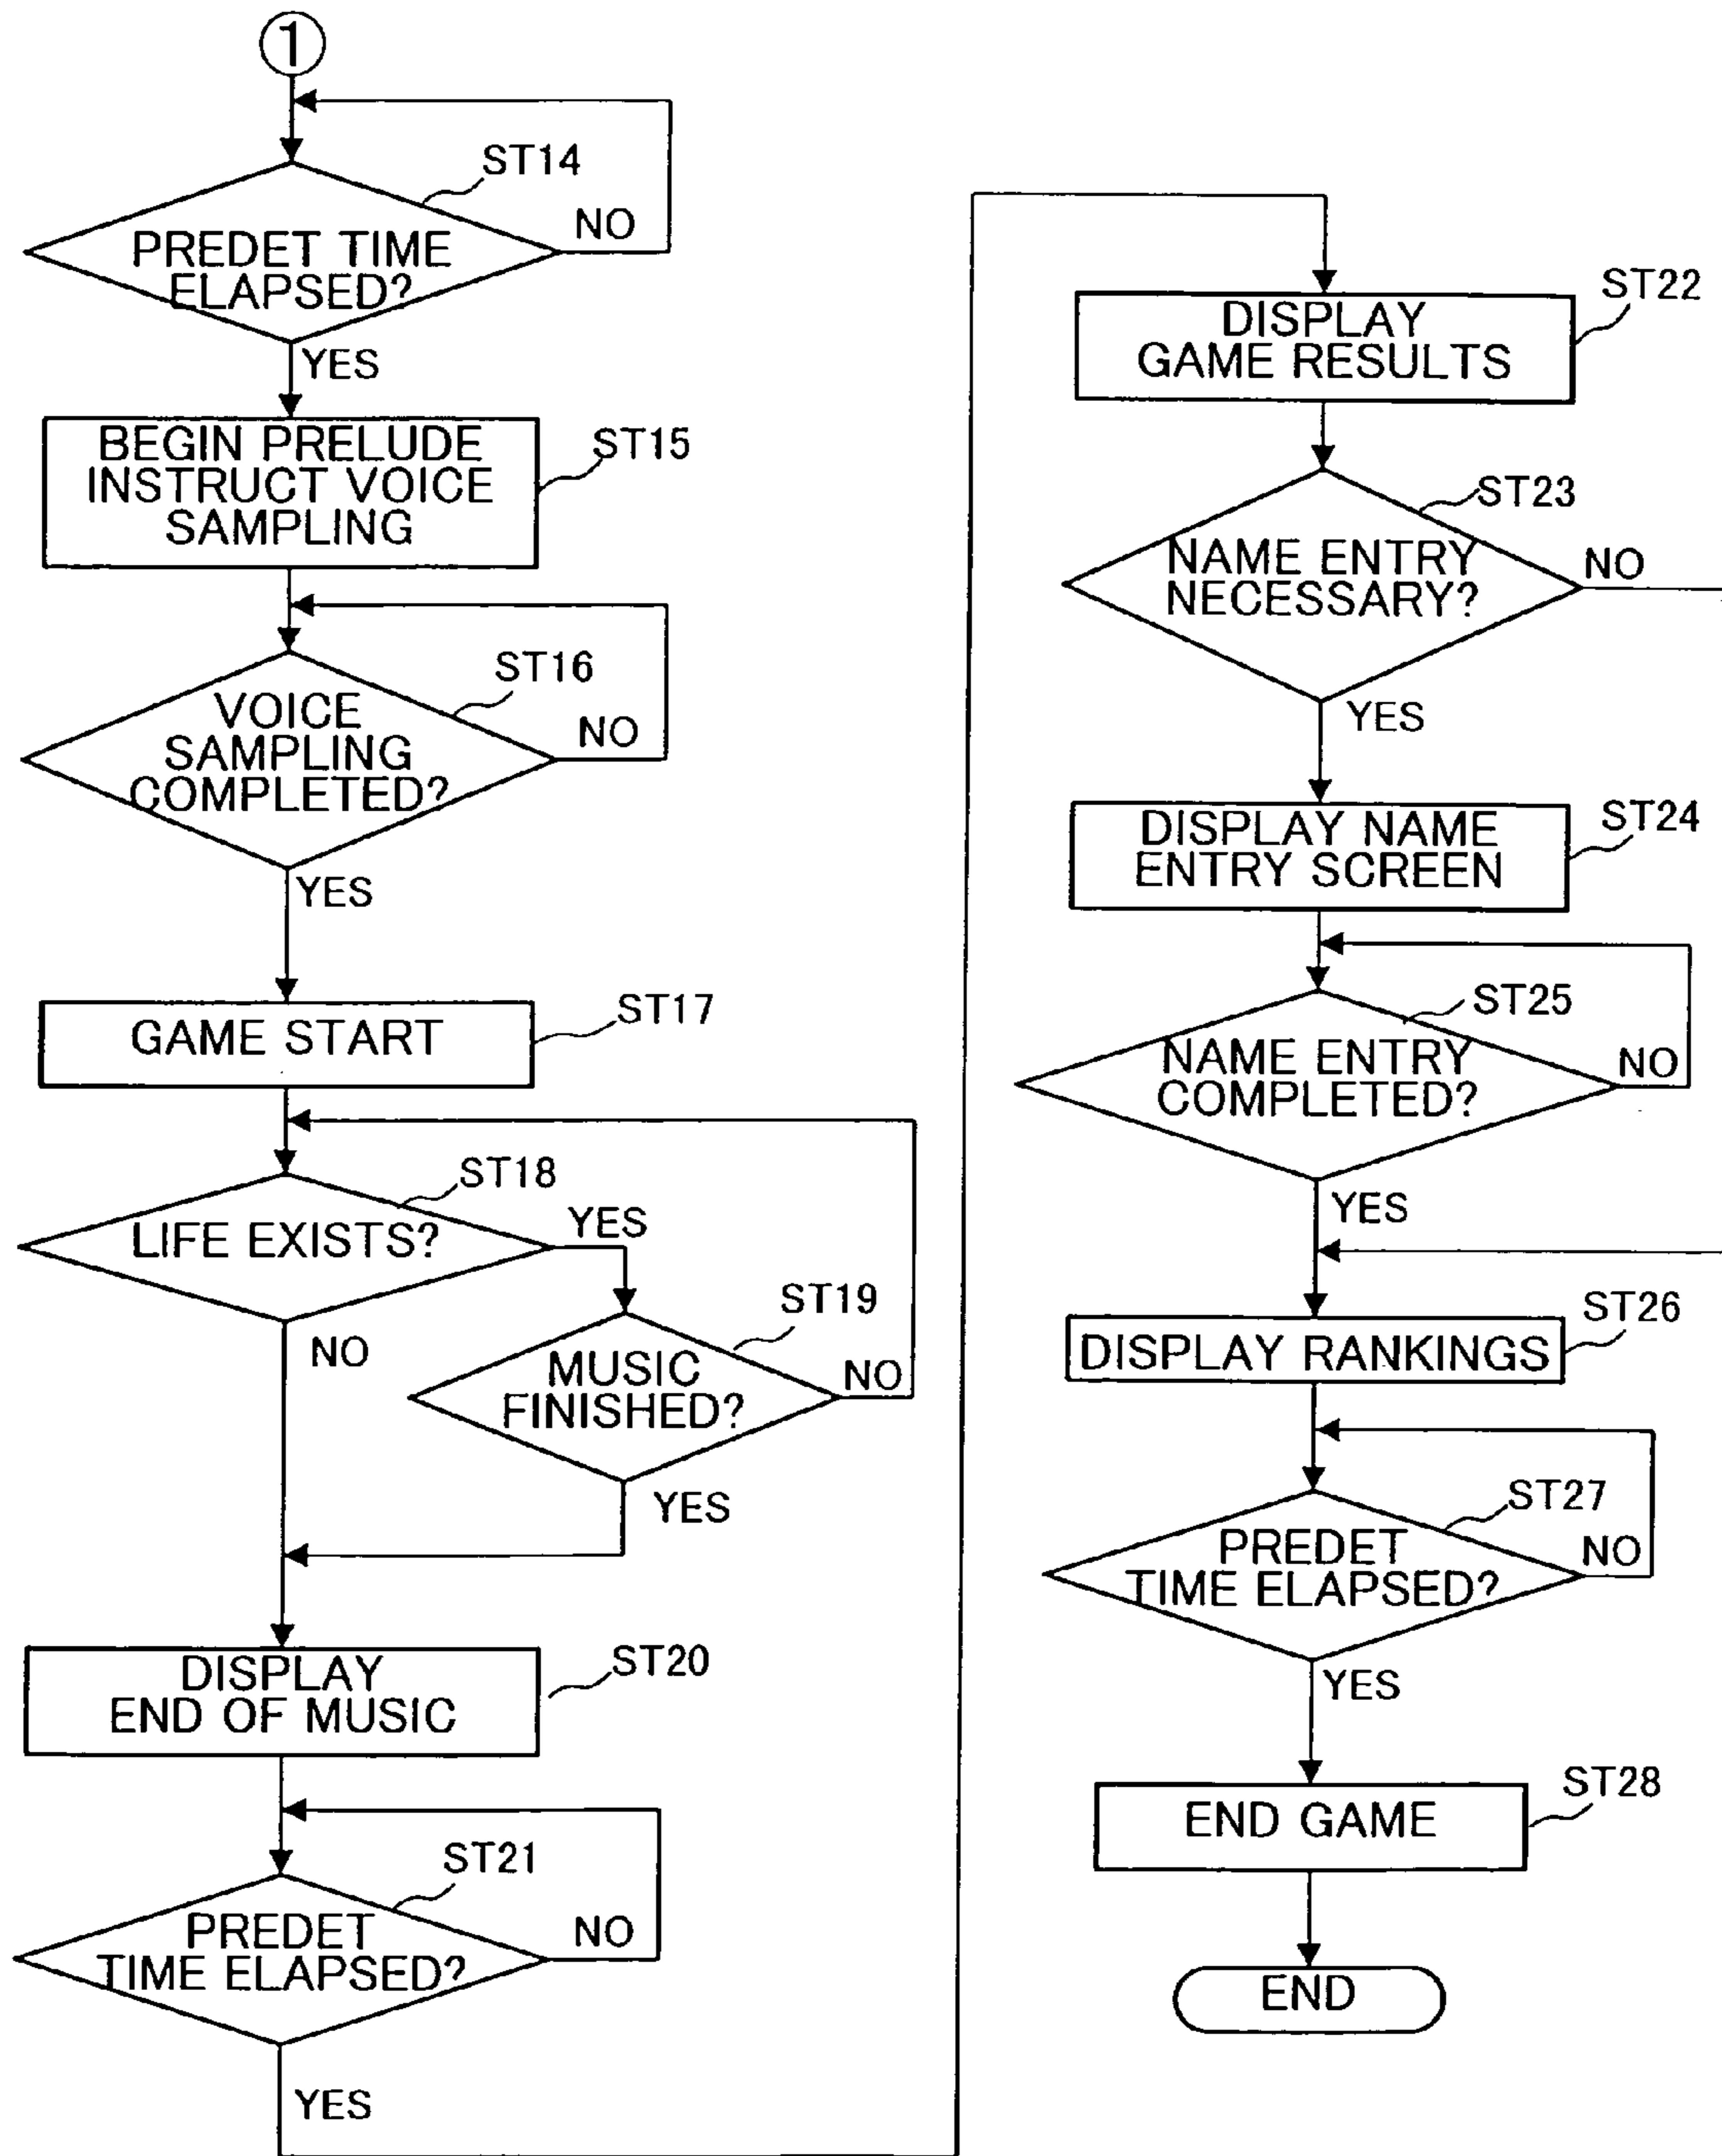 1
ST14
PREDET TIME
ELAPSED?
NO
YES
BEGIN PRELUDE
INSTRUCT VOICE
SAMPLING
ST15
ST16
VOICE
SAMPLING
COMPLETED?
NO
YES
GAME START
ST17
ST18
LIFE EXISTS?
YES
NO
ST19
MUSIC
FINISHED?
NO
YES
DISPLAY
END OF MUSIC
ST20
ST21
PREDET
TIME ELAPSED?
NO
YES
DISPLAY
GAME RESULTS
ST22
ST23
NAME ENTRY
NECESSARY?
NO
YES
DISPLAY NAME
ENTRY SCREEN
ST24
ST25
NAME ENTRY
COMPLETED?
NO
YES
DISPLAY RANKINGS
ST26
ST27
PREDET
TIME ELAPSED?
NO
YES
END GAME
ST28
END